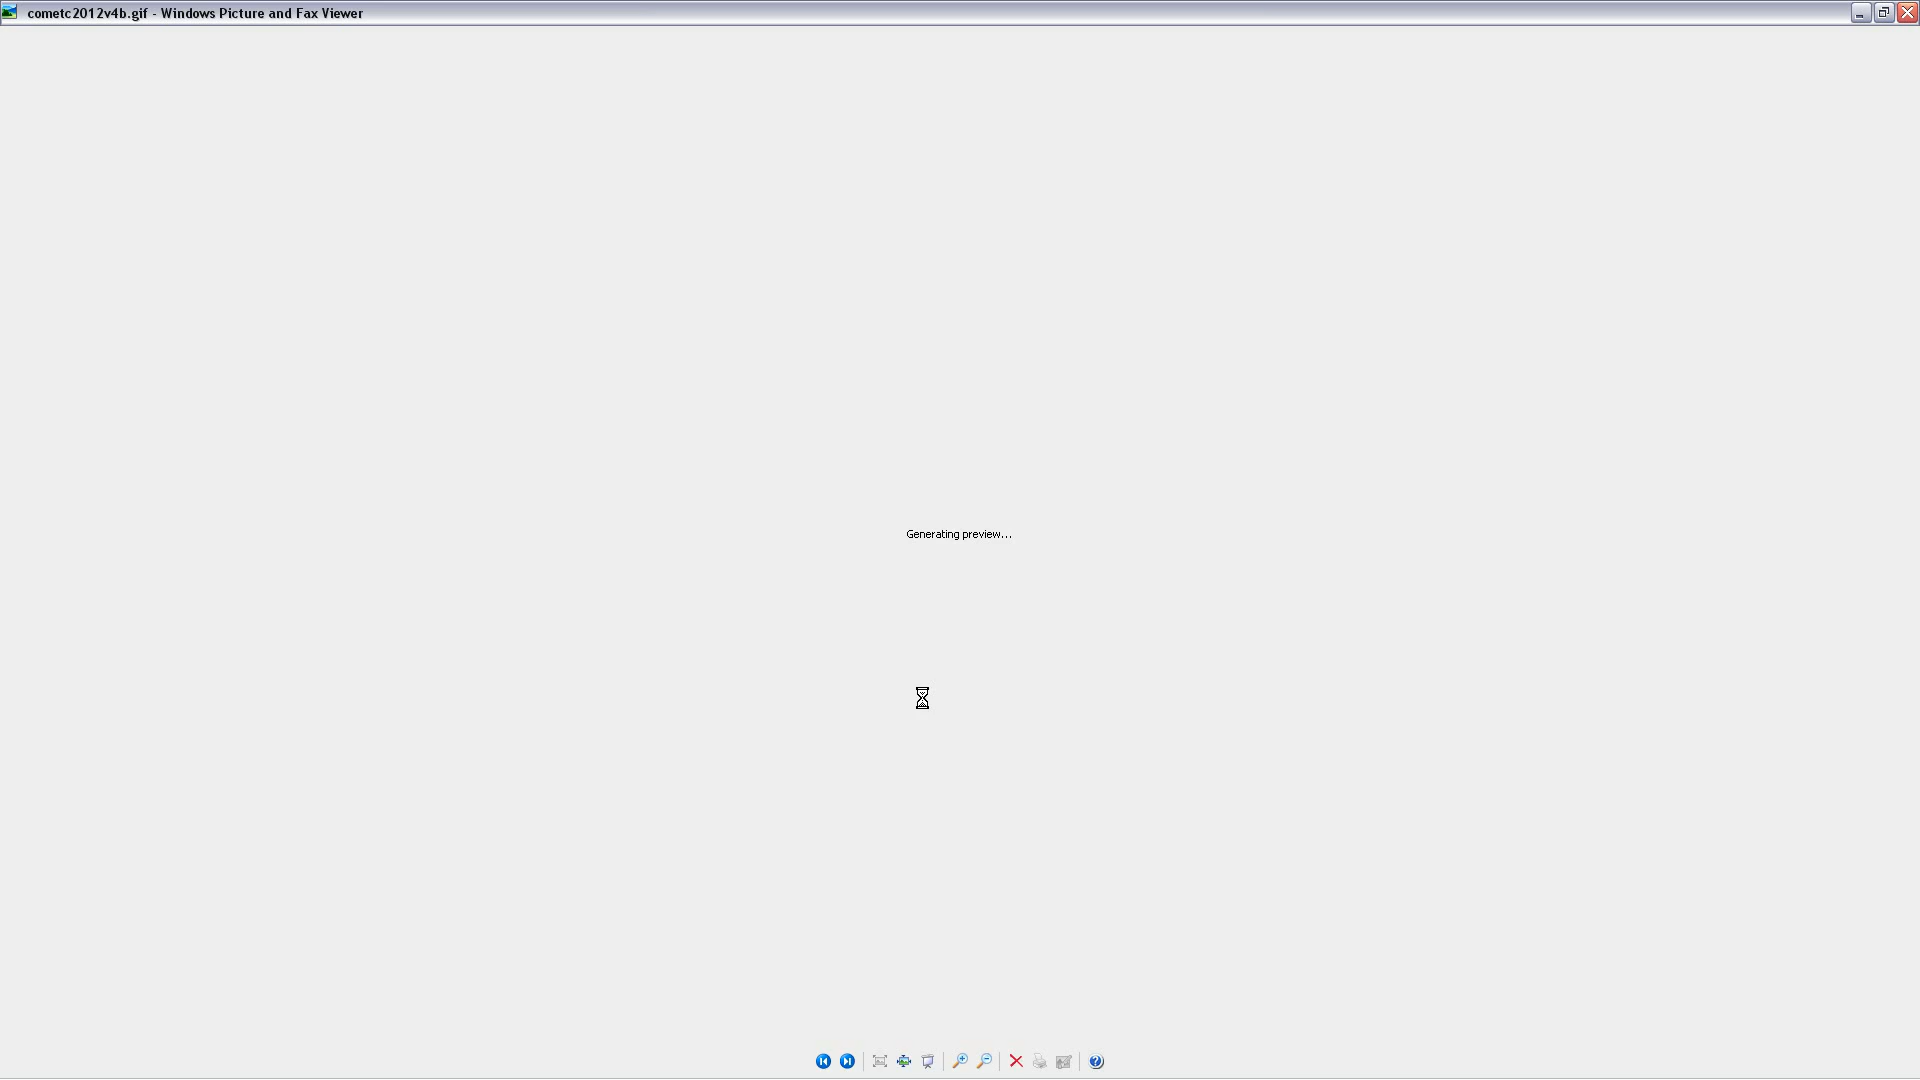 cometc2012v4b.gif - Windows Picture and Fax Viewer
Generating preview...